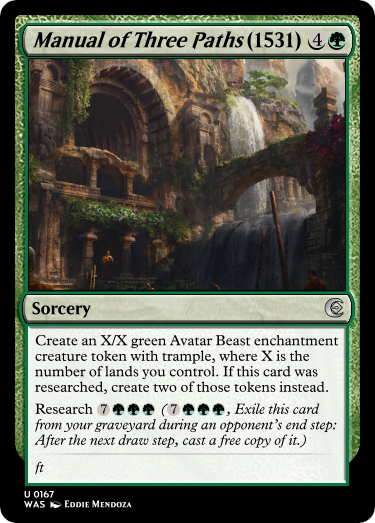 Manual of Three Paths (1531) 4
Sorcery
Create an X/X green Avatar Beast enchantment
creature token with trample, where X is the
number of lands you control. If this card was
researched, create two of those tokens instead.
Research 7 (7, Exile this card
from your graveyard during an opponent's end step:
After the next draw step, cast a free copy of it.)
ft
U 0167
WAS EDDIE MENDOZA